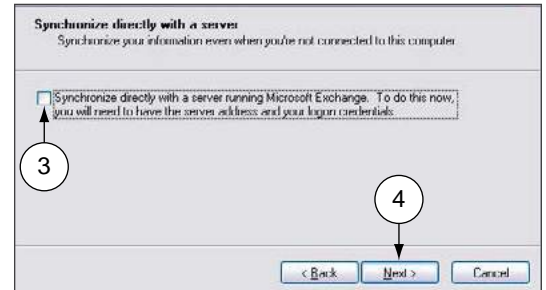 Synchronize directly with a server
Synchronize your information even when you're not connected to this computer
Synchronize directly with a server running Microsoft Exchange. To do this now,
you will need to have the server address and your logon credentials.
3
4
< Back Next > Cancel